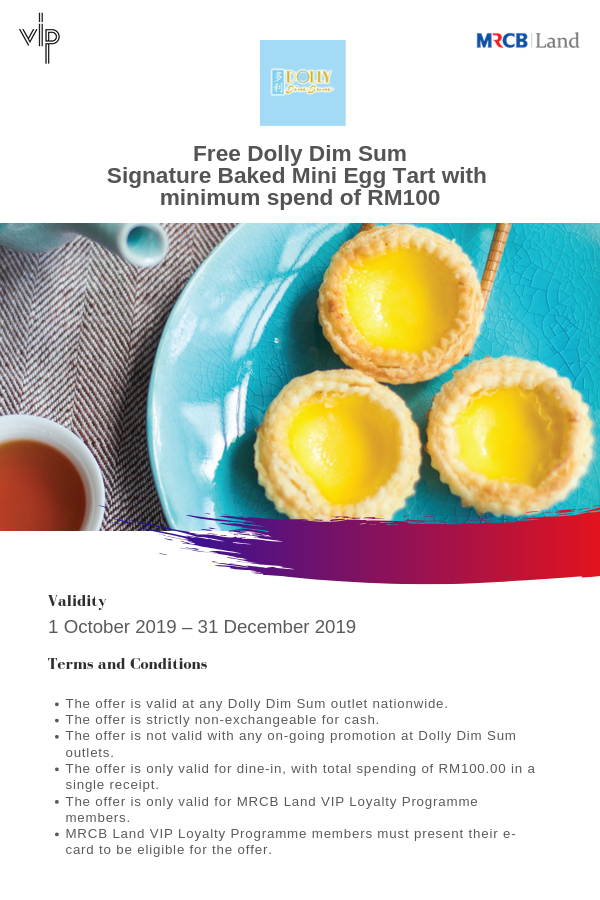 vip
MRCB Land
多利
DOLLY
Dim Sum
Free Dolly Dim Sum
Signature Baked Mini Egg Tart with
minimum spend of RM100
Validity
1 October 2019 – 31 December 2019
Terms and Conditions
• The offer is valid at any Dolly Dim Sum outlet nationwide.
• The offer is strictly non-exchangeable for cash.
• The offer is not valid with any on-going promotion at Dolly Dim Sum
outlets.
• The offer is only valid for dine-in, with total spending of RM100.00 in a
single receipt.
• The offer is only valid for MRCB Land VIP Loyalty Programme
members.
• MRCB Land VIP Loyalty Programme members must present their e-
card to be eligible for the offer.